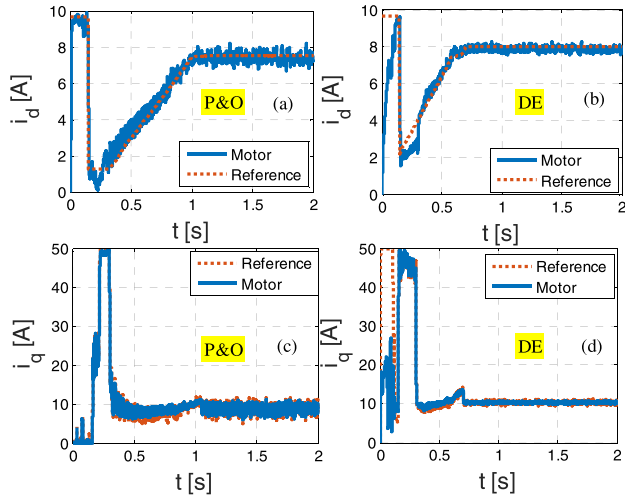 10
8
6
4
2
0
i_d [A]
P&O
(a)
Motor
Reference
0
0.5
1
1.5
2
t [s]
10
8
6
4
2
0
i_d [A]
DE
(b)
Motor
Reference
0
0.5
1
1.5
2
t [s]
50
40
30
20
10
0
i_q [A]
Reference
Motor
P&O
(c)
0
0.5
1
1.5
2
t [s]
50
40
30
20
10
0
i_q [A]
Reference
Motor
DE
(d)
0
0.5
1
1.5
2
t [s]